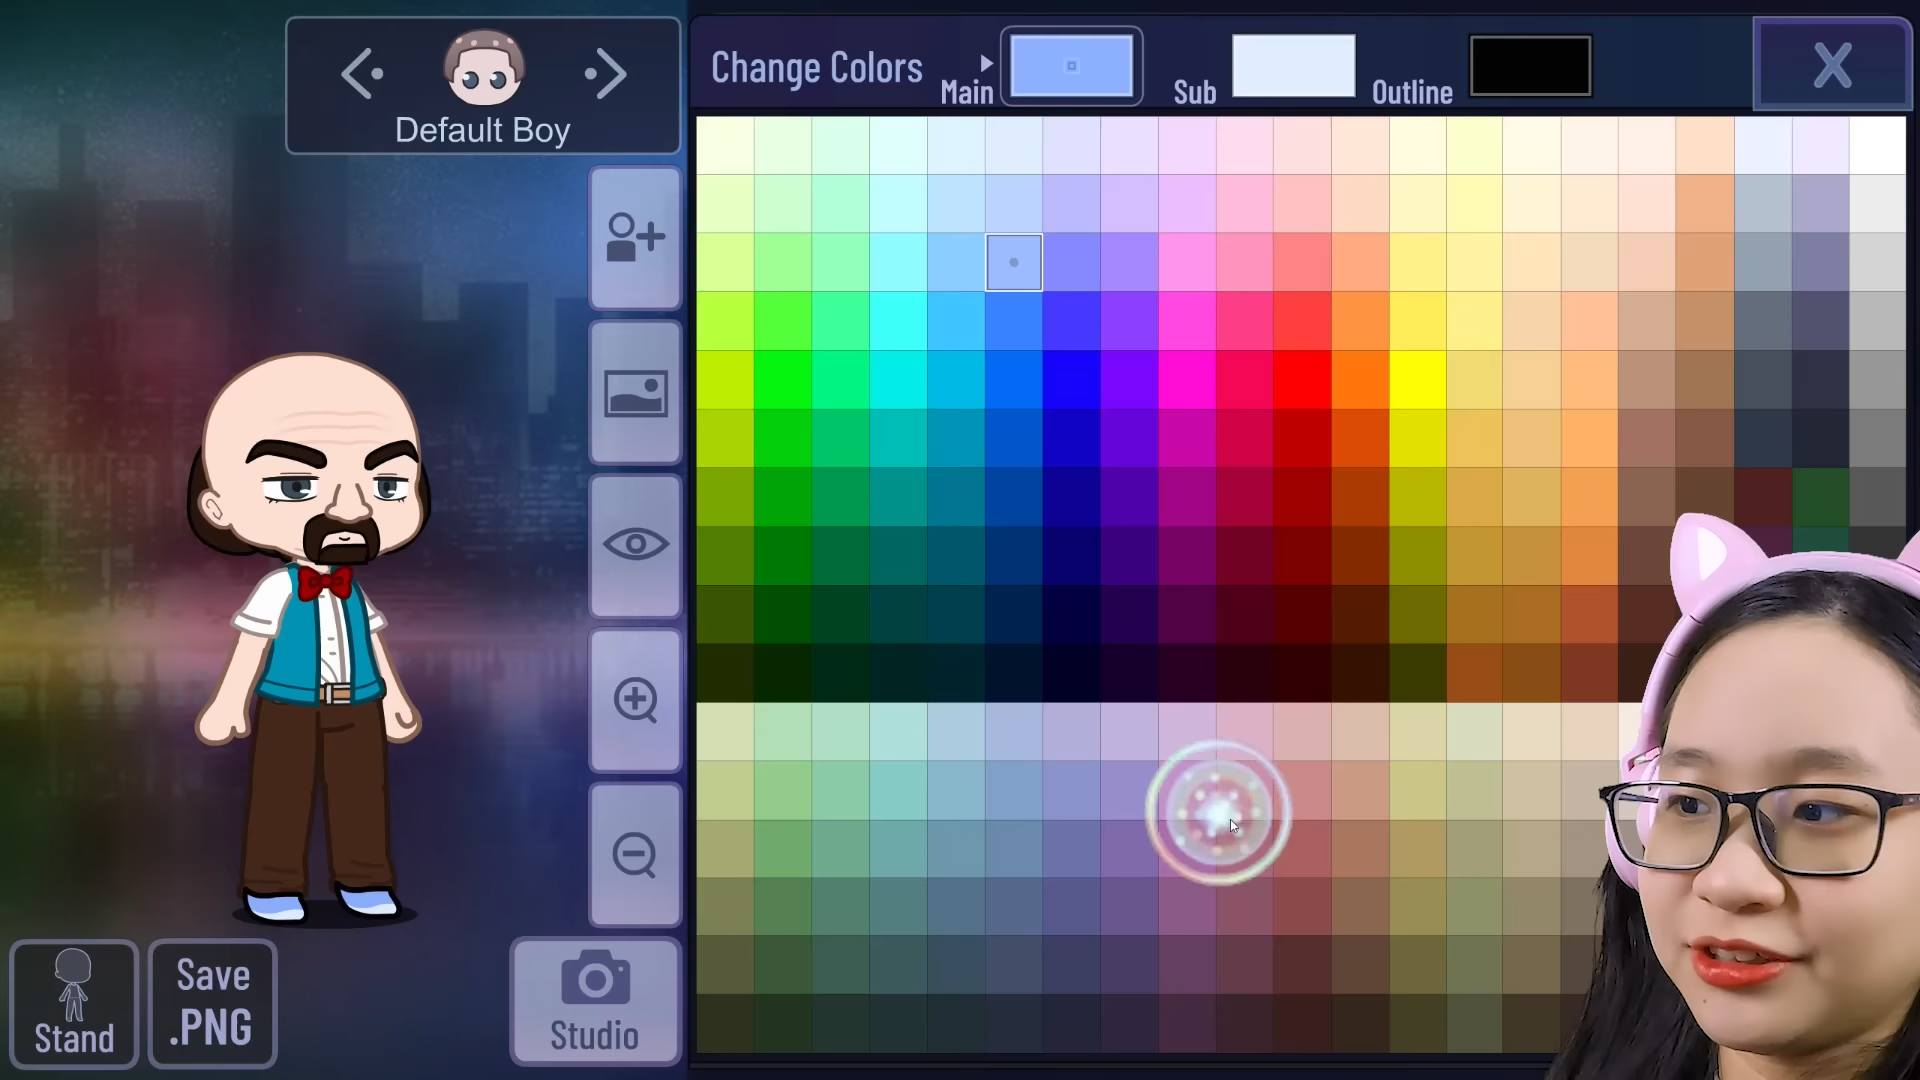 Default Boy
Change Colors
Main
Sub
Outline
X
Stand
Save
.PNG
Studio